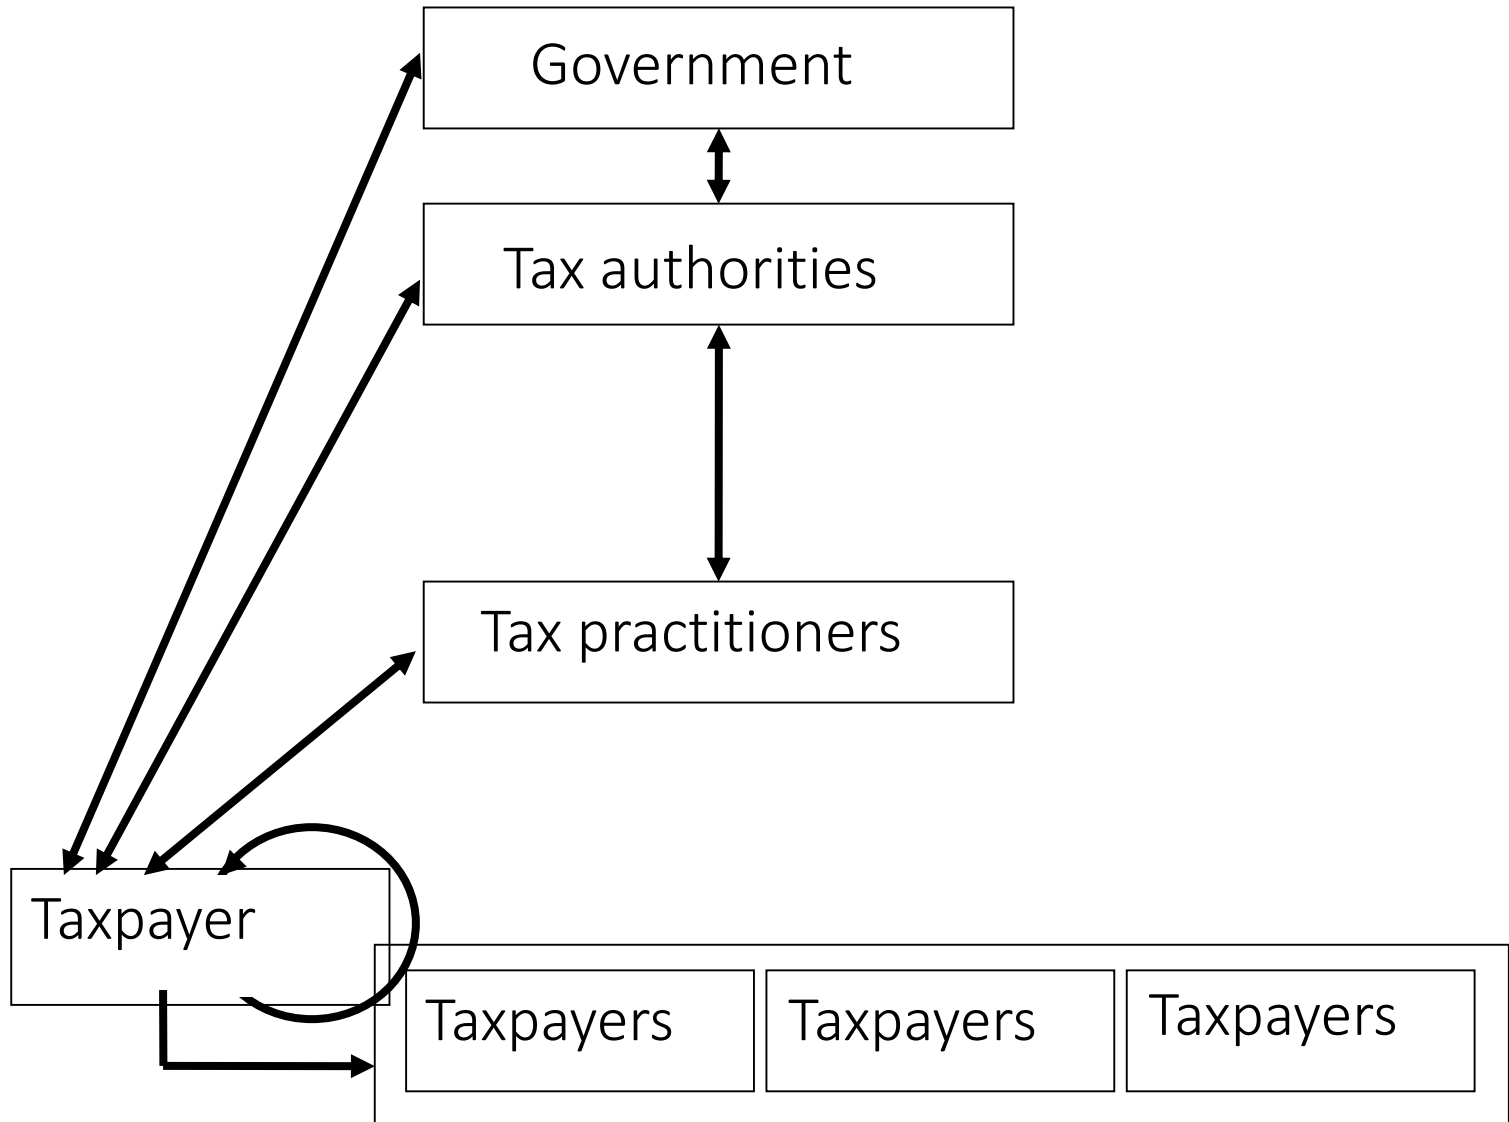 Government
Tax authorities
Tax practitioners
Taxpayer
Taxpayers
Taxpayers
Taxpayers